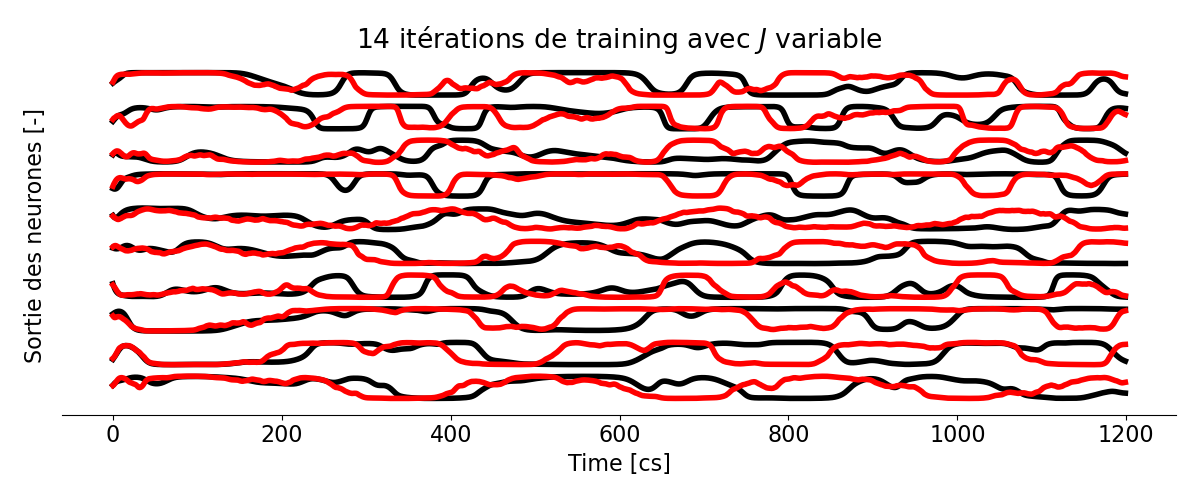 14 itérations de training avec J variable
Sortie des neurones [-]
0 200 400 600 800 1000 1200
Time [cs]